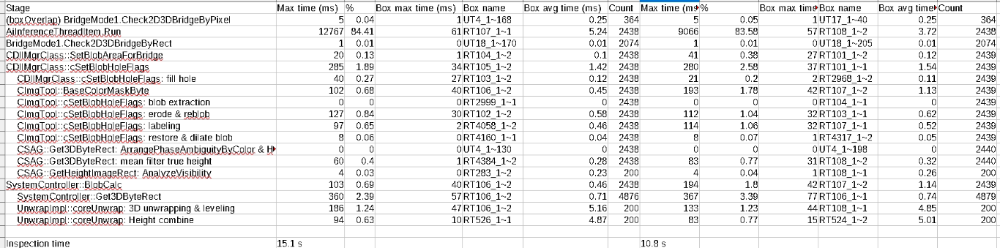 Stage Max time (ms) % Box max time (ms) Box name Box avg time (ms) Count Max time (ms) % Box max time Box name Box avg time Count
(boxOverlap) BridgeMode1.Check2D3DBridgeByPixel 5 0.04 1 UT4_1~168 0.25 364 5 0.05 1 UT17_1~40 0.25 364
AiInferenceThreadItem.Run 12767 84.41 61 RT107_1~1 5.24 2438 9066 83.58 57 RT108_1~2 3.72 2438
BridgeMode1.Check2D3DBridgeByRect 1 0.01 0 UT18_1~170 0.01 2074 1 0.01 0 UT18_1~205 0.01 2074
CDllMgrClass::SetBlobAreaForBridge 20 0.13 1 RT104_1~2 0.1 2438 41 0.38 27 RT101_1~2 0.12 2439
CDllMgrClass::cSetBlobHoleFlags 285 1.89 34 RT105_1~2 1.42 2438 280 2.58 37 RT101_1~1 1.54 2439
CDllMgrClass::cSetBlobHoleFlags: fill hole 40 0.27 27 RT103_1~2 0.12 2438 21 0.2 2 RT2968_1~2 0.11 2439
CImgTool::BaseColorMaskByte 102 0.68 40 RT106_1~2 0.45 2438 193 1.78 42 RT107_1~2 1.13 2439
CImgTool::cSetBlobHoleFlags: blob extraction 0 0 0 RT2999_1~1 0 2438 0 0 0 RT104_1~1 0 2439
CImgTool::cSetBlobHoleFlags: erode & reblob 127 0.84 30 RT102_1~2 0.58 2438 112 1.04 32 RT103_1~1 0.62 2439
CImgTool::cSetBlobHoleFlags: labeling 97 0.65 2 RT4058_1~2 0.46 2438 114 1.06 32 RT107_1~1 0.52 2439
CImgTool::cSetBlobHoleFlags: restore & dilate blob 8 0.06 0 RT4160_1~1 0.04 2438 8 0.07 1 RT4317_1~2 0.05 2439
CSAG::Get3DByteRect: ArrangePhaseAmbiguityByColor & H 0 0 0 UT4_1~130 0 2438 0 0 0 UT4_1~198 0 2440
CSAG::Get3DByteRect: mean filter true height 60 0.4 1 RT4384_1~2 0.28 2438 83 0.77 31 RT108_1~2 0.32 2440
CSAG::GetHeightImageRect: AnalyzeVisibility 4 0.03 0 RT283_1~2 0.23 200 4 0.04 1 RT108_1~1 0.26 200
SystemController::BlobCalc 103 0.69 40 RT106_1~2 0.46 2438 194 1.8 42 RT107_1~2 1.14 2439
SystemController::Get3DByteRect 360 2.39 57 RT106_1~2 0.71 4876 367 3.39 77 RT106_1~1 0.74 4879
UnwrapImpl::coreUnwrap: 3D unwrapping & leveling 186 1.24 47 RT106_1~2 5.16 200 133 1.23 44 RT108_1~1 4.85 200
UnwrapImpl::coreUnwrap: Height combine 94 0.63 10 RT526_1~1 4.87 200 83 0.77 15 RT524_1~2 5.01 200
Inspection time 15.1 s 10.8 s